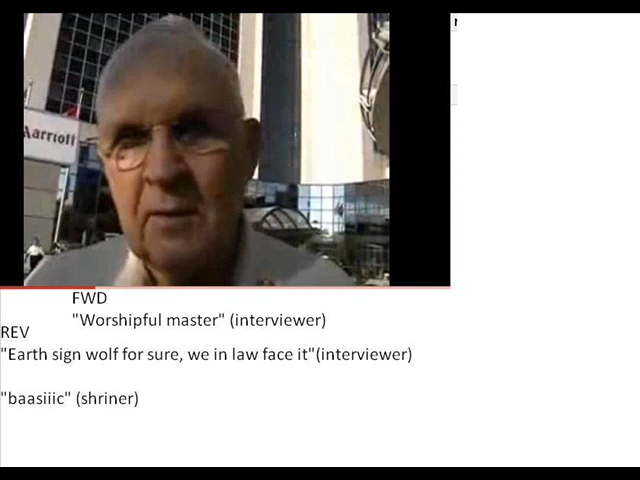 Marriott
FWD
"Worshipful master" (interviewer)
REV
"Earth sign wolf for sure, we in law face it"(interviewer)
"baasiiic" (shriner)